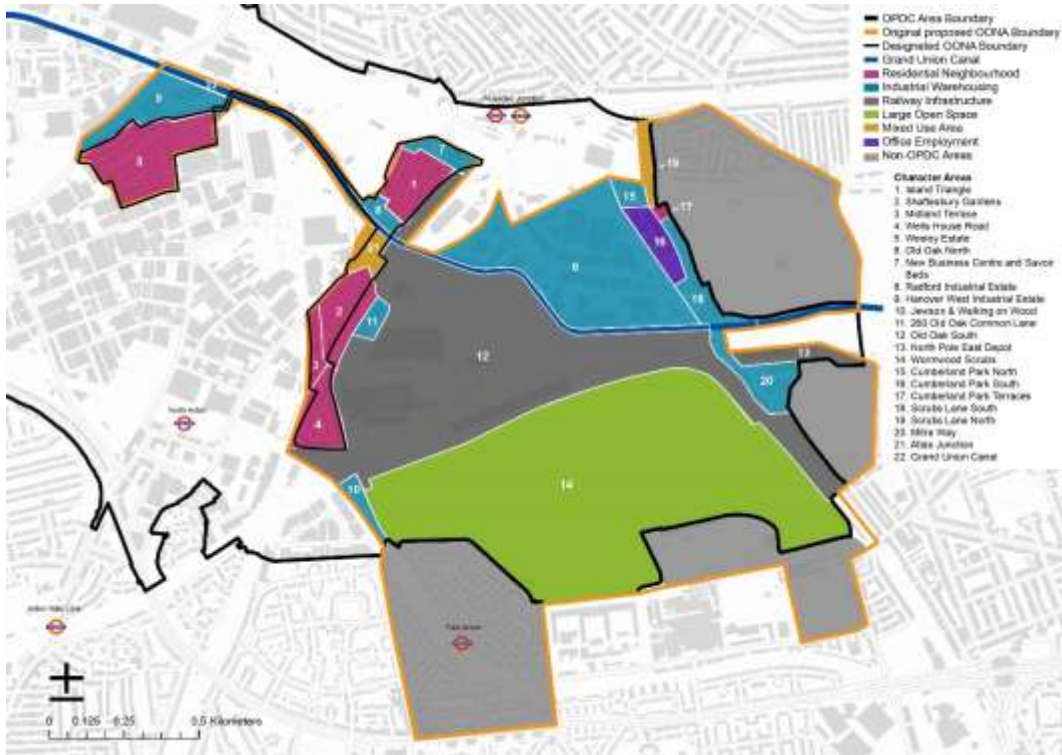 OPDC Area Boundary
Original proposed OONA Boundary
Designated OONA Boundary
Grand Union Canal
Residential Neighbourhood
Industrial Warehousing
Railway Infrastructure
Large Open Space
Mixed Use Area
Office Employment
Non-OPDC Areas
Character Areas
1. Island Triangle
2. Shaftesbury Gardens
3. Midland Terrace
4. Wells House Road
5. Wesley Estate
6. Old Oak North
7. New Business Centre and Savoir
Beds
8. Radford Industrial Estate
9. Hanover West Industrial Estate
10. Jewson & Walking on Wood
11. 260 Old Oak Common Lane
12. Old Oak South
13. North Pole East Depot
14. Wormwood Scrubs
15. Cumberland Park North
16. Cumberland Park South
17. Cumberland Park Terraces
18. Scrubs Lane South
19. Scrubs Lane North
20. Mitre Way
21. Atlas Junction
22. Grand Union Canal
9
5
7
1
8
2
3
4
11
12
6
15
16
17
19
18
13
20
14
10
North Acton
East Acton
0 0.125 0.25 0.5 Kilometers